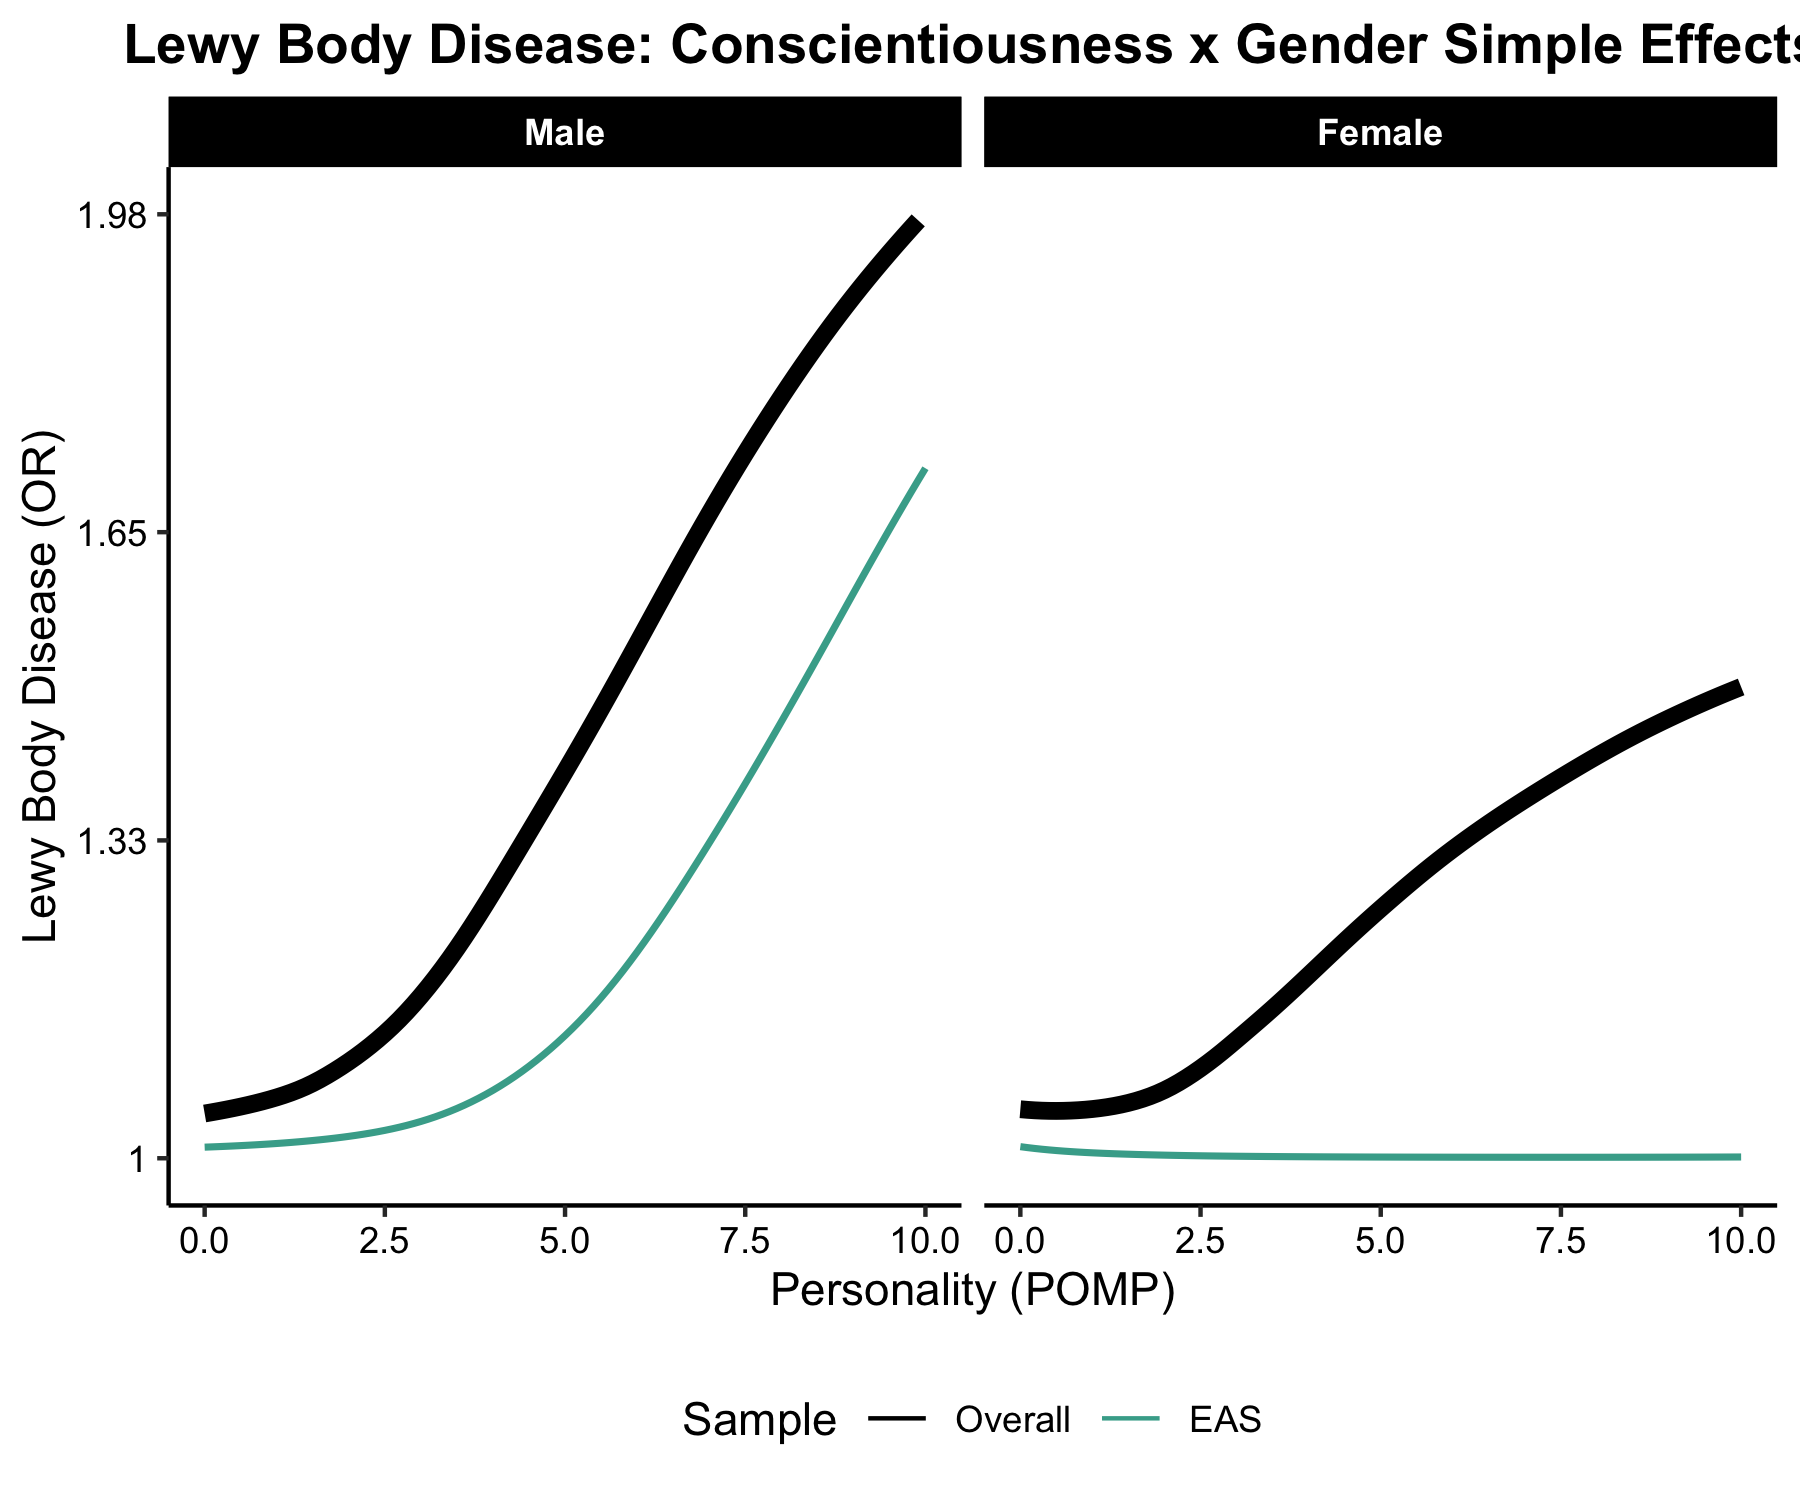 Lewy Body Disease: Conscientiousness x Gender Simple Effects
Male
Female
Lewy Body Disease (OR)
1.98
1.65
1.33
1
0.0 2.5 5.0 7.5 10.0
0.0 2.5 5.0 7.5 10.0
Personality (POMP)
Sample Overall EAS